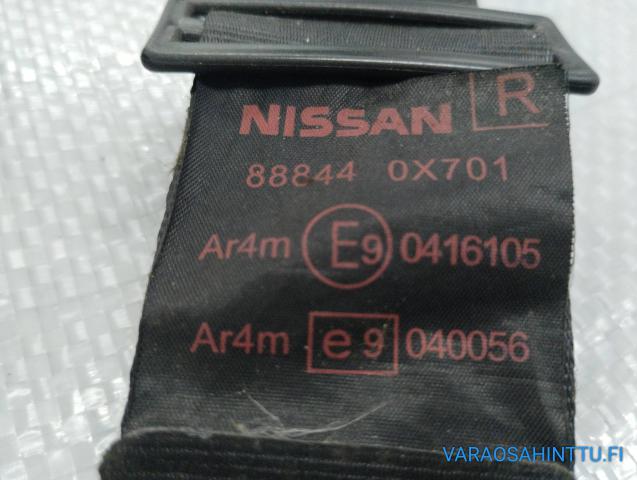 R
NISSAN
88844 0X701
Ar4m E9 0416105
Ar4m e9 040056
VARAOSAHINTTU.FI